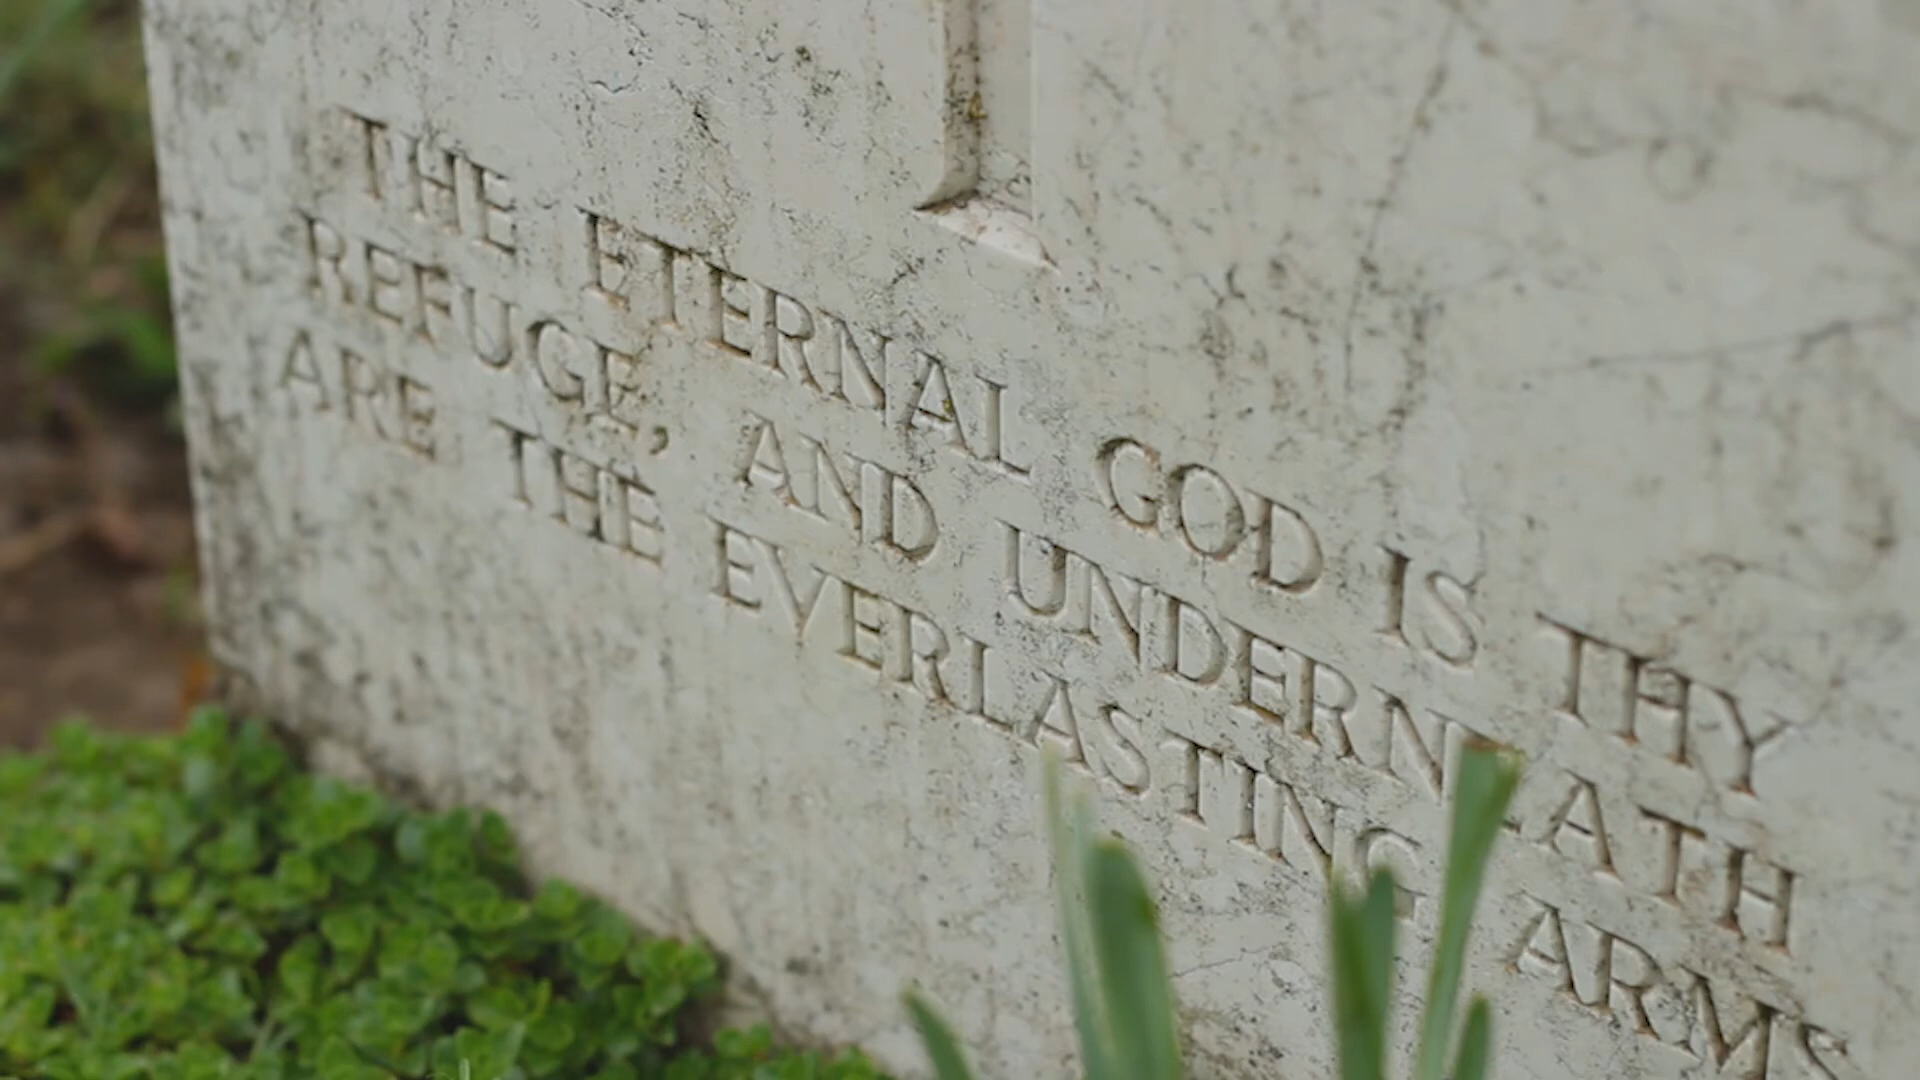 THE ETERNAL GOD IS THY
REFUGE, AND UNDERNEATH
ARE THE EVERLASTING ARMS